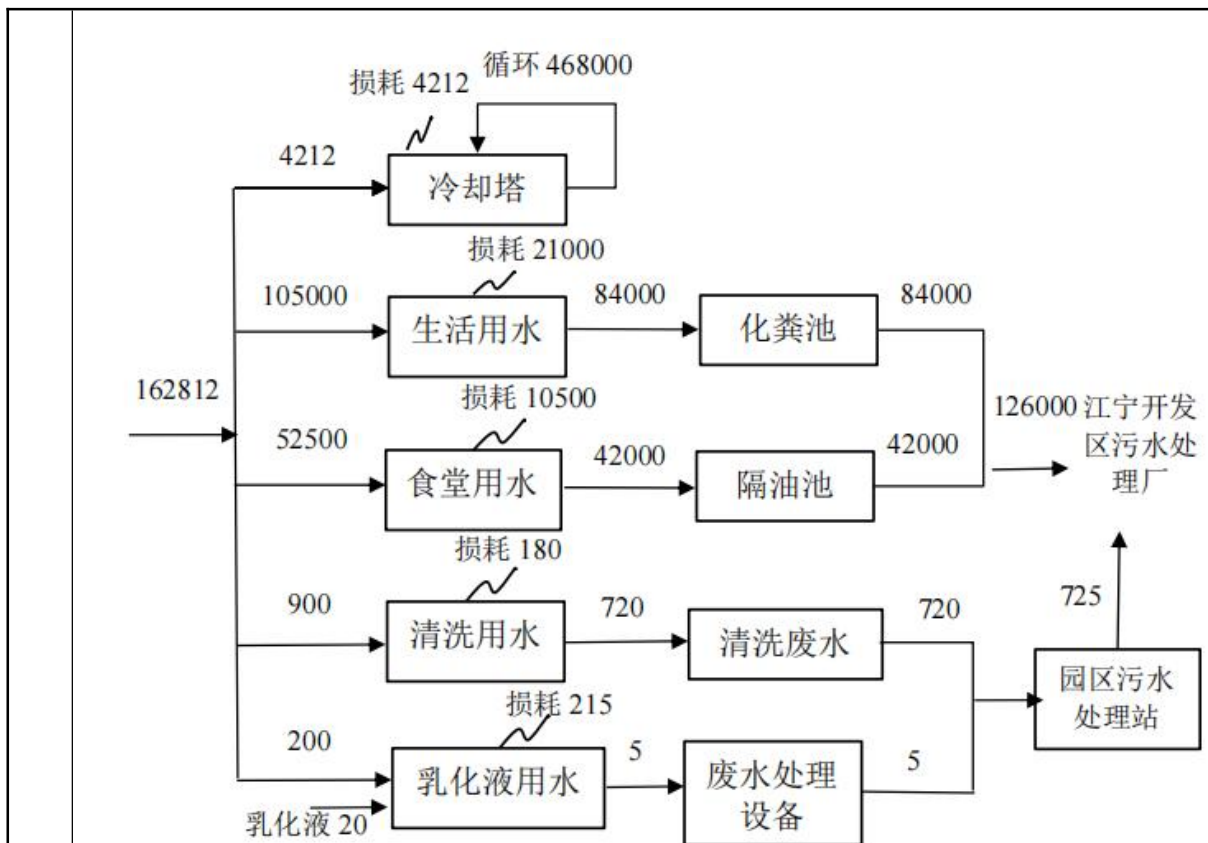 循环 468000
损耗 4212
4212
冷却塔
损耗 21000
105000
生活用水
84000
化粪池
84000
162812
损耗 10500
52500
食堂用水
42000
隔油池
42000
126000 江宁开发
区污水处
理厂
损耗 180
900
清洗用水
720
清洗废水
720
725
园区污水
处理站
损耗 215
200
乳化液用水
5
废水处理
设备
5
乳化液 20